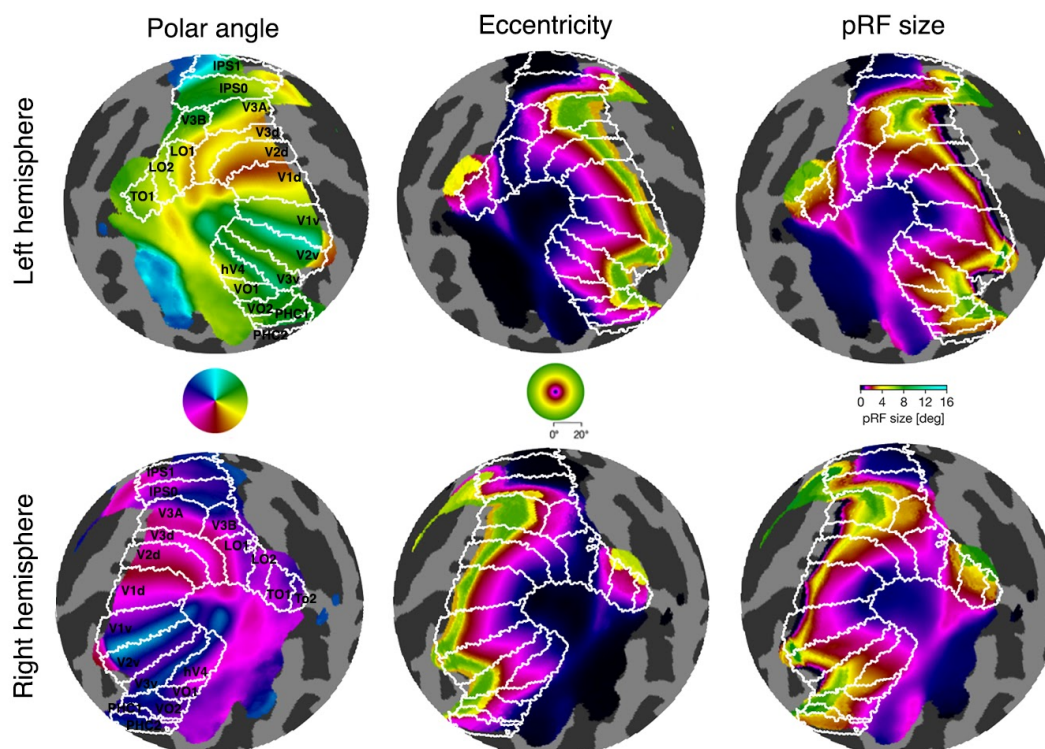 Polar angle
Eccentricity
pRF size
Left hemisphere
IPS1
IPS0
V3A
V3B
V3d
LO1
V2d
LO2
V1d
TO1
V1v
V2v
hV4
V3v
VO1
VO2
PHC1
PHC2
0° 20°
0 4 8 12 16
pRF size [deg]
Right hemisphere
IPS1
IPS0
V3A
V3B
V3d
LO1
V2d
LO2
V1d
TO1
To2
V1v
V2v
hV4
V3v
VO1
PHC1
VO2
PHC2